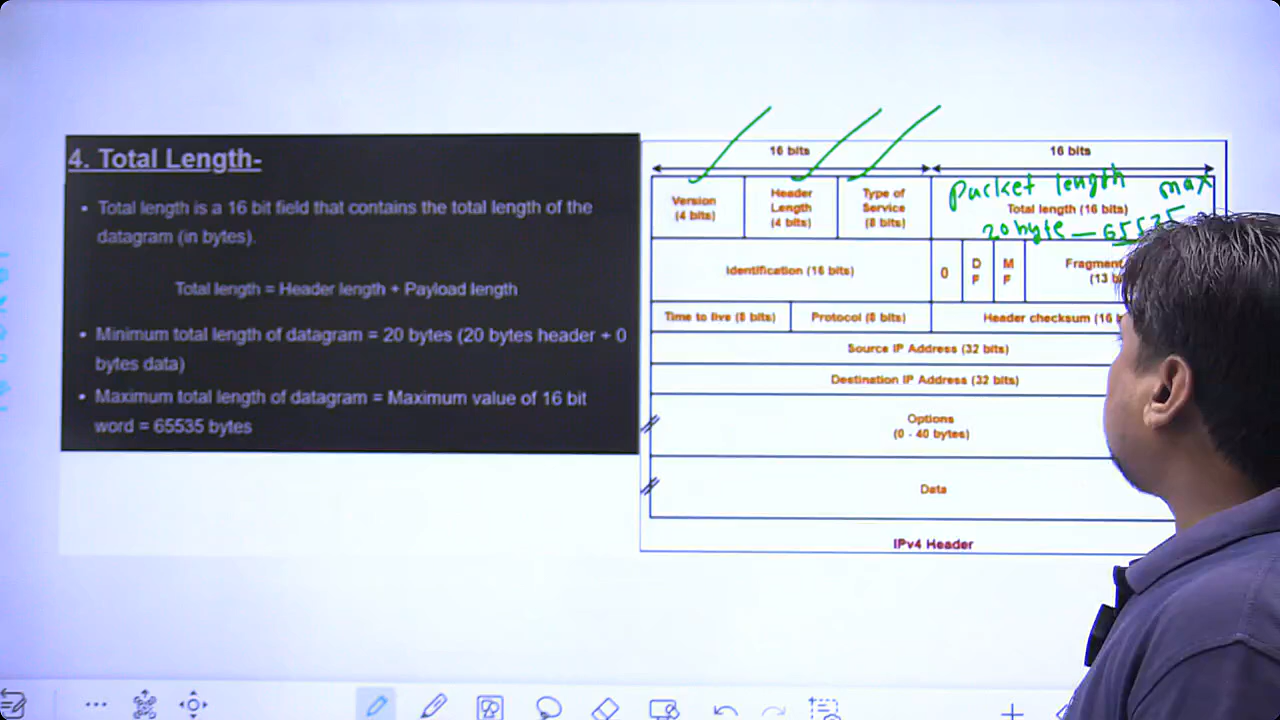 4. Total Length-
• Total length is a 16 bit field that contains the total length of the
datagram (in bytes).
Total length = Header length + Payload length
• Minimum total length of datagram = 20 bytes (20 bytes header + 0
bytes data)
• Maximum total length of datagram = Maximum value of 16 bit
word = 65535 bytes
16 bits
16 bits
Version
(4 bits)
Header
Length
(4 bits)
Type of
Service
(8 bits)
Packet length max
Total length (16 bits)
20 byte — 65535
Identification (16 bits)
0
D
F
M
F
Fragment
(13
Time to live (8 bits)
Protocol (8 bits)
Header checksum (16
Source IP Address (32 bits)
Destination IP Address (32 bits)
Options
(0 - 40 bytes)
Data
IPv4 Header